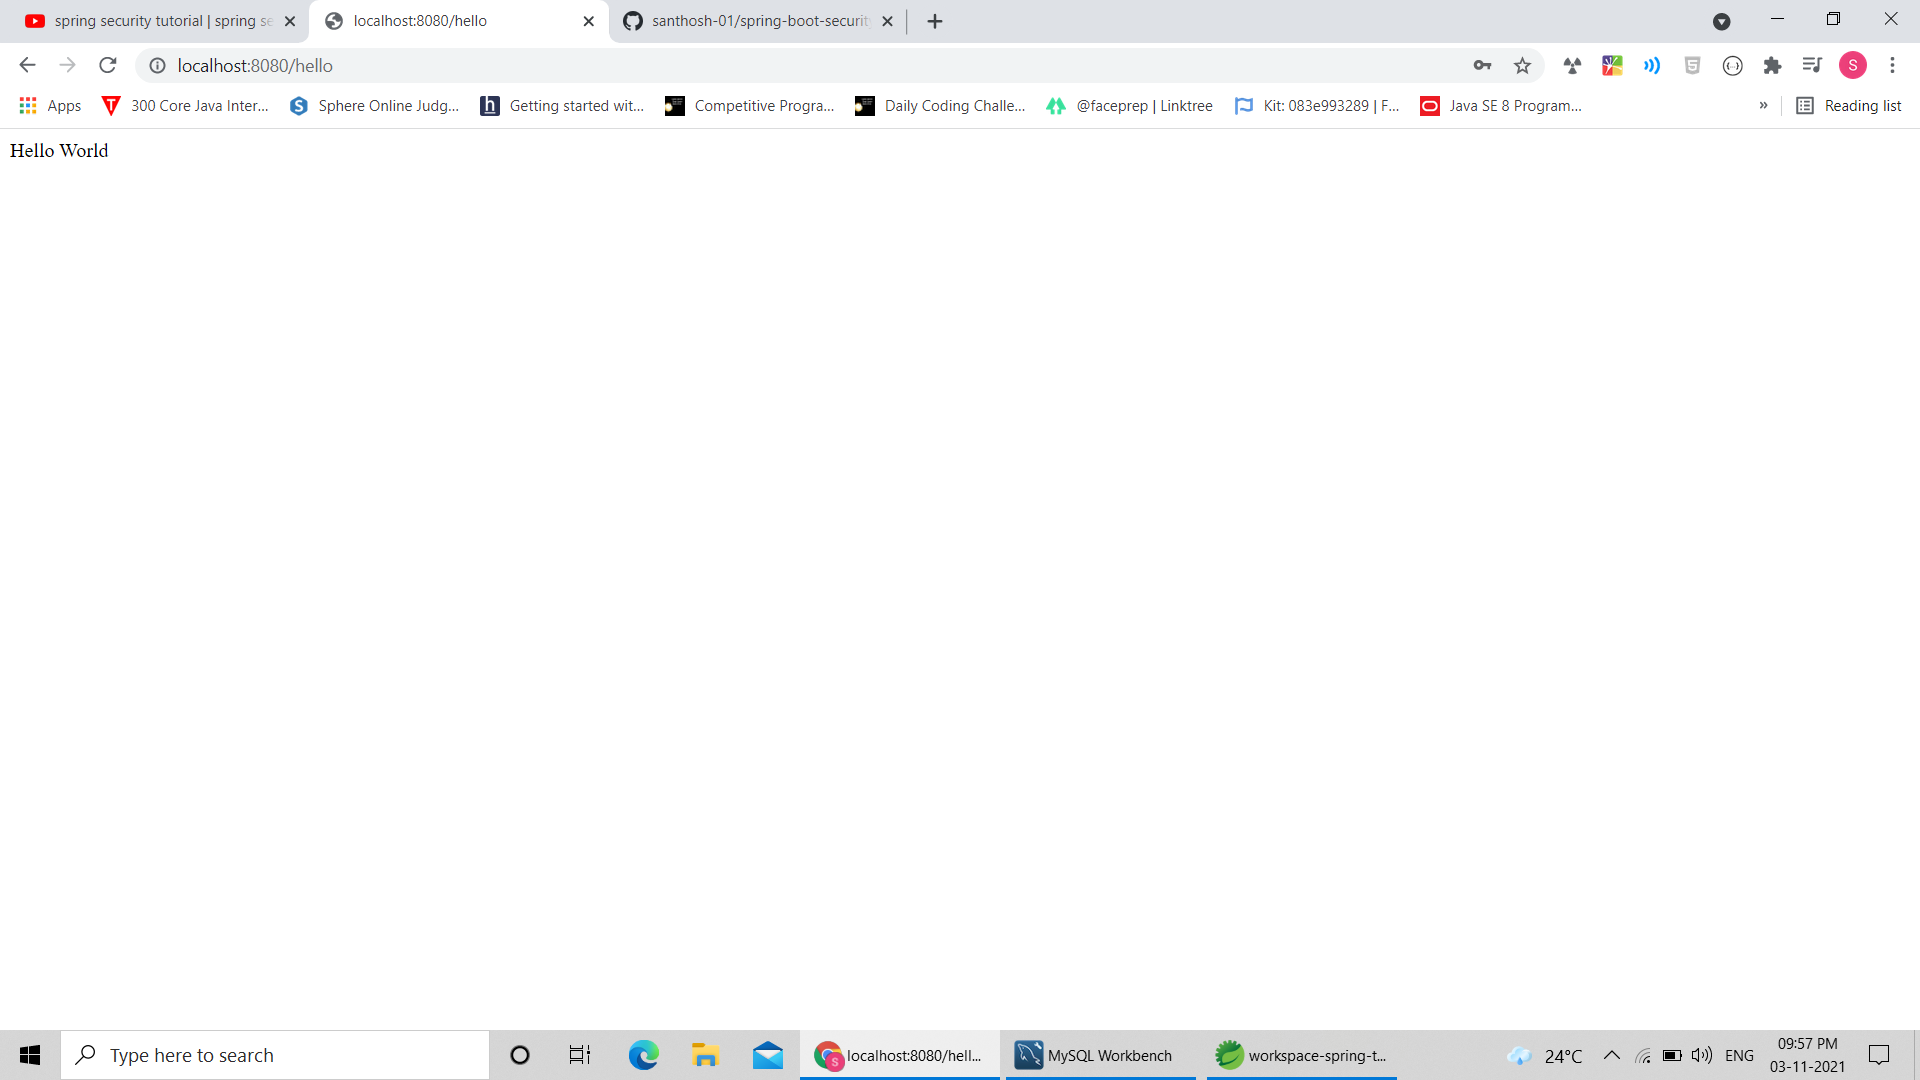 spring security tutorial | spring se
localhost:8080/hello
santhosh-01/spring-boot-securit
localhost:8080/hello
S
Apps
300 Core Java Inter...
Sphere Online Judg...
Getting started wit...
Competitive Progra...
Daily Coding Challe...
@faceprep | Linktree
Kit: 083e993289 | F...
Java SE 8 Program...
»
Reading list
Hello World
Type here to search
localhost:8080/hell...
MySQL Workbench
workspace-spring-t...
24°C
ENG
09:57 PM
03-11-2021